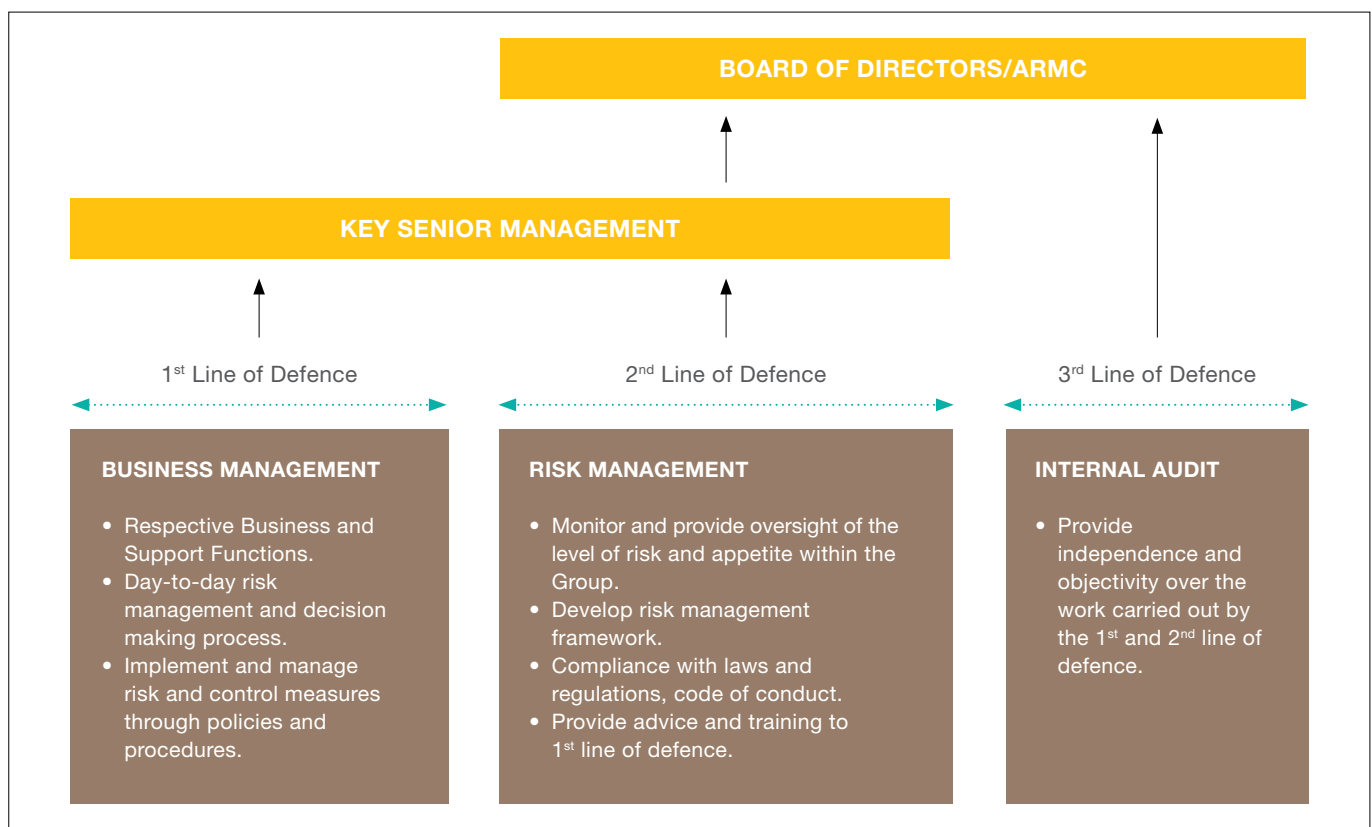 BOARD OF DIRECTORS/ARMC
KEY SENIOR MANAGEMENT
1st Line of Defence
2nd Line of Defence
3rd Line of Defence
BUSINESS MANAGEMENT
• Respective Business and
Support Functions.
• Day-to-day risk
management and decision
making process.
• Implement and manage
risk and control measures
through policies and
procedures.
RISK MANAGEMENT
• Monitor and provide oversight of the
level of risk and appetite within the
Group.
• Develop risk management
framework.
• Compliance with laws and
regulations, code of conduct.
• Provide advice and training to
1st line of defence.
INTERNAL AUDIT
• Provide
independence and
objectivity over the
work carried out by
the 1st and 2nd line of
defence.